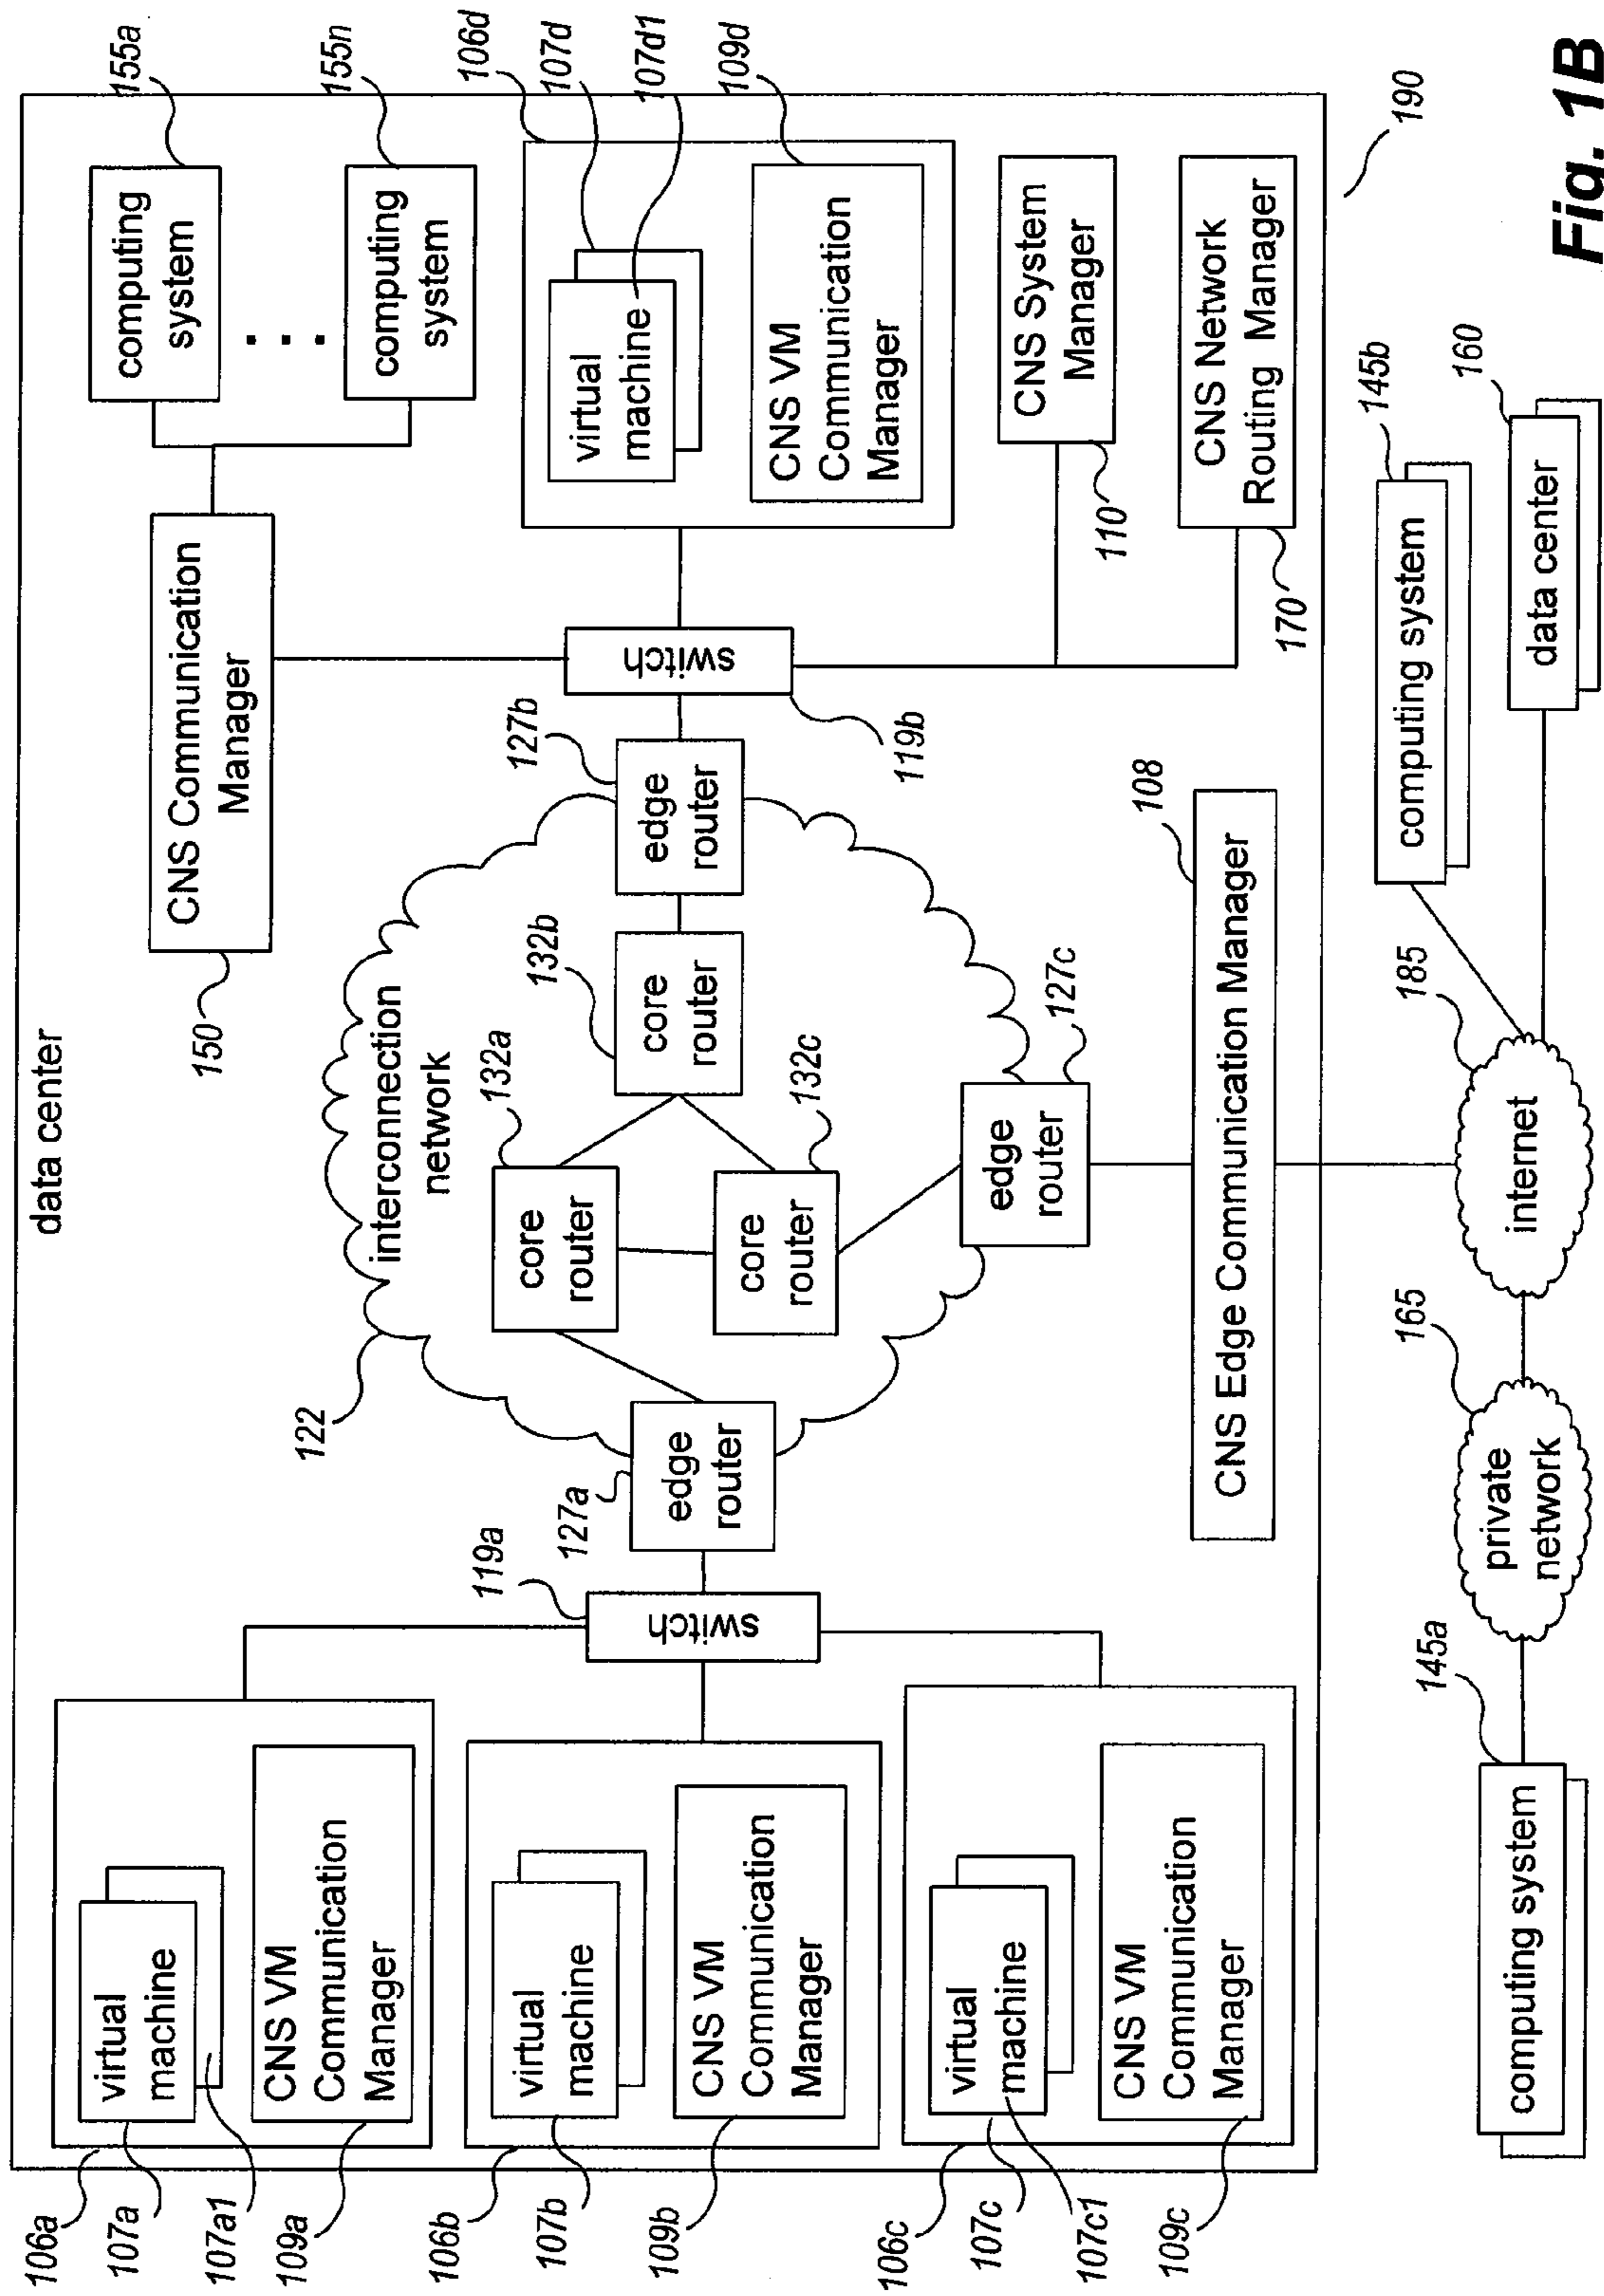 data center
106a
107a
107a1
109a
virtual
machine
CNS VM
Communication
Manager
106b
107b
109b
virtual
machine
CNS VM
Communication
Manager
106c
107c
107c1
109c
virtual
machine
CNS VM
Communication
Manager
119a
switch
127a
edge
router
122
interconnection
network
132a
core
router
132b
core
router
132c
core
router
127b
edge
router
127c
edge
router
119b
switch
150
CNS Communication
Manager
155a
computing
system
. . .
155n
computing
system
106d
107d
107d1
109d
virtual
machine
CNS VM
Communication
Manager
110
CNS System
Manager
170
CNS Network
Routing Manager
108
CNS Edge Communication Manager
190
145a
computing system
165
private
network
185
internet
145b
computing system
160
data center
Fig. 1B